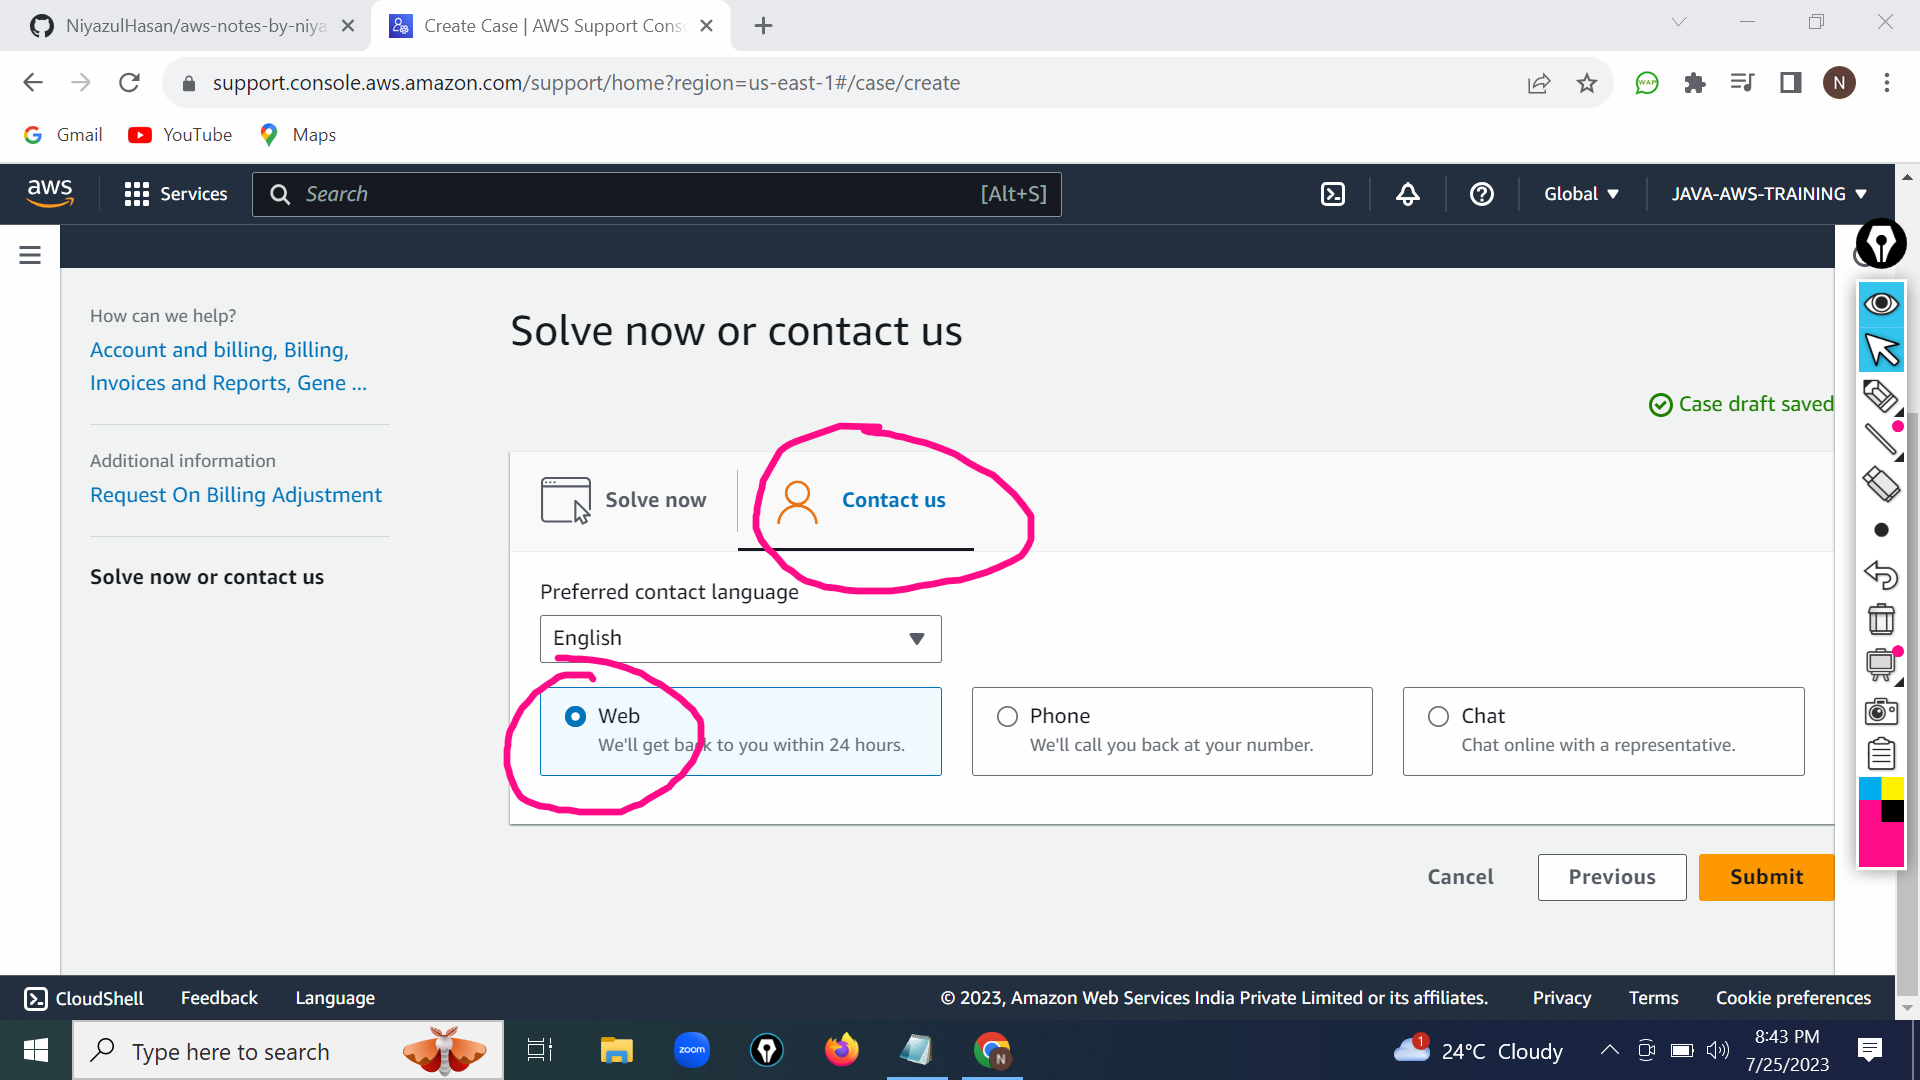 NiyazulHasan/aws-notes-by-niya
Create Case | AWS Support Cons
support.console.aws.amazon.com/support/home?region=us-east-1#/case/create
WAP
N
Gmail
YouTube
Maps
aws
Services
Search
[Alt+S]
Global
JAVA-AWS-TRAINING
How can we help?
Account and billing, Billing,
Invoices and Reports, Gene ...
Additional information
Request On Billing Adjustment
Solve now or contact us
Solve now or contact us
Case draft saved
Solve now
Contact us
Preferred contact language
English
Web
We'll get back to you within 24 hours.
Phone
We'll call you back at your number.
Chat
Chat online with a representative.
Cancel
Previous
Submit
CloudShell
Feedback
Language
© 2023, Amazon Web Services India Private Limited or its affiliates.
Privacy
Terms
Cookie preferences
Type here to search
zoom
N
1
24°C Cloudy
8:43 PM
7/25/2023